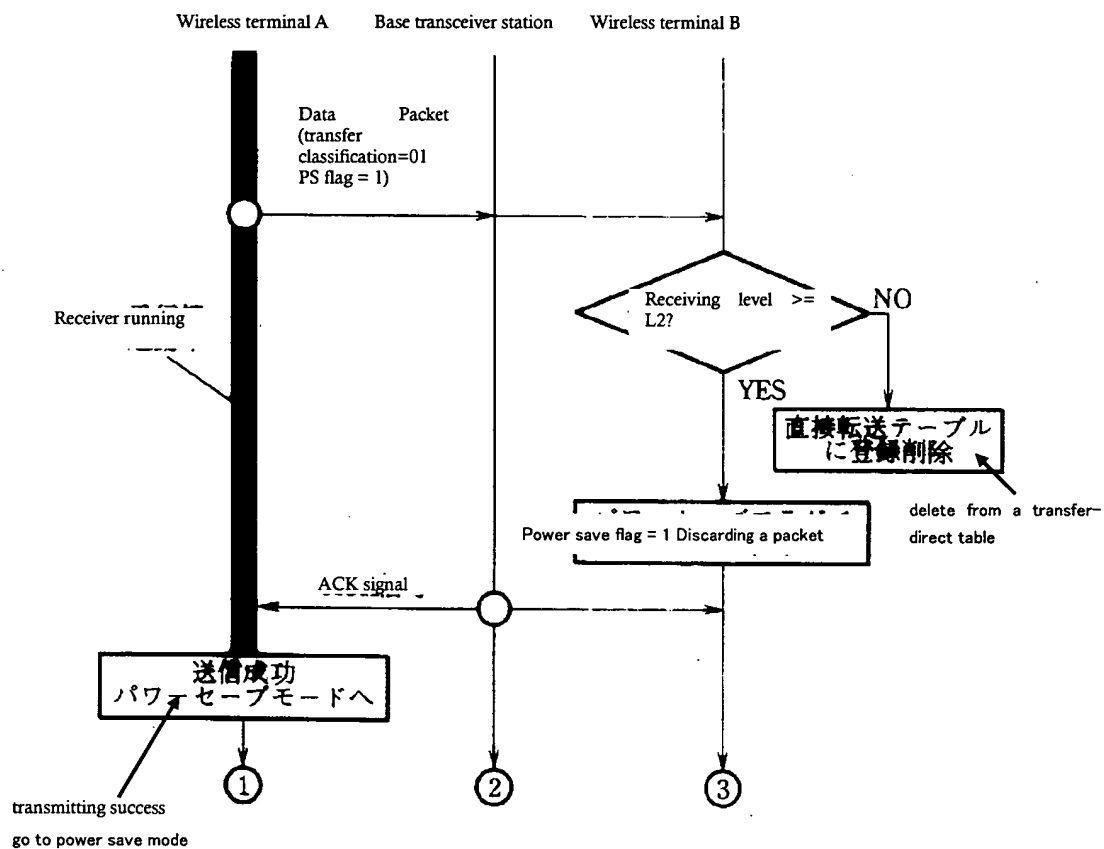 Wireless terminal A
Base transceiver station
Wireless terminal B
Data Packet
(transfer
classification=01
PS flag = 1)
Receiver running
Receiving level >=
L2?
NO
YES
直接転送テーブル
に登録削除
delete from a transfer-
direct table
Power save flag = 1 Discarding a packet
ACK signal
送信成功
パワーセーブモードへ
①
②
③
transmitting success
go to power save mode